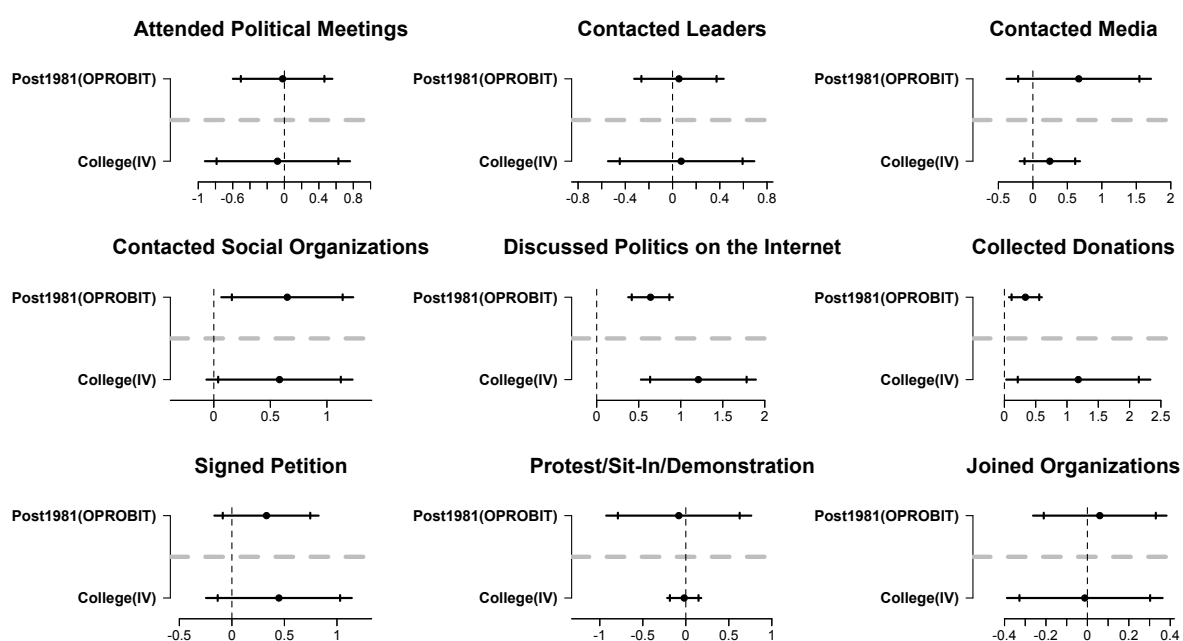 Attended Political Meetings
Contacted Leaders
Contacted Media
Post1981(OPROBIT)
College(IV)
-1 -0.6 0 0.4 0.8
Post1981(OPROBIT)
College(IV)
-0.8 -0.4 0 0.4 0.8
Post1981(OPROBIT)
College(IV)
-0.5 0 0.5 1 1.5 2
Contacted Social Organizations
Discussed Politics on the Internet
Collected Donations
Post1981(OPROBIT)
College(IV)
0 0.5 1
Post1981(OPROBIT)
College(IV)
0 0.5 1 1.5 2
Post1981(OPROBIT)
College(IV)
0 0.5 1 1.5 2 2.5
Signed Petition
Protest/Sit-In/Demonstration
Joined Organizations
Post1981(OPROBIT)
College(IV)
-0.5 0 0.5 1
Post1981(OPROBIT)
College(IV)
-1 0 1
Post1981(OPROBIT)
College(IV)
-0.4 -0.2 0 0.2 0.4